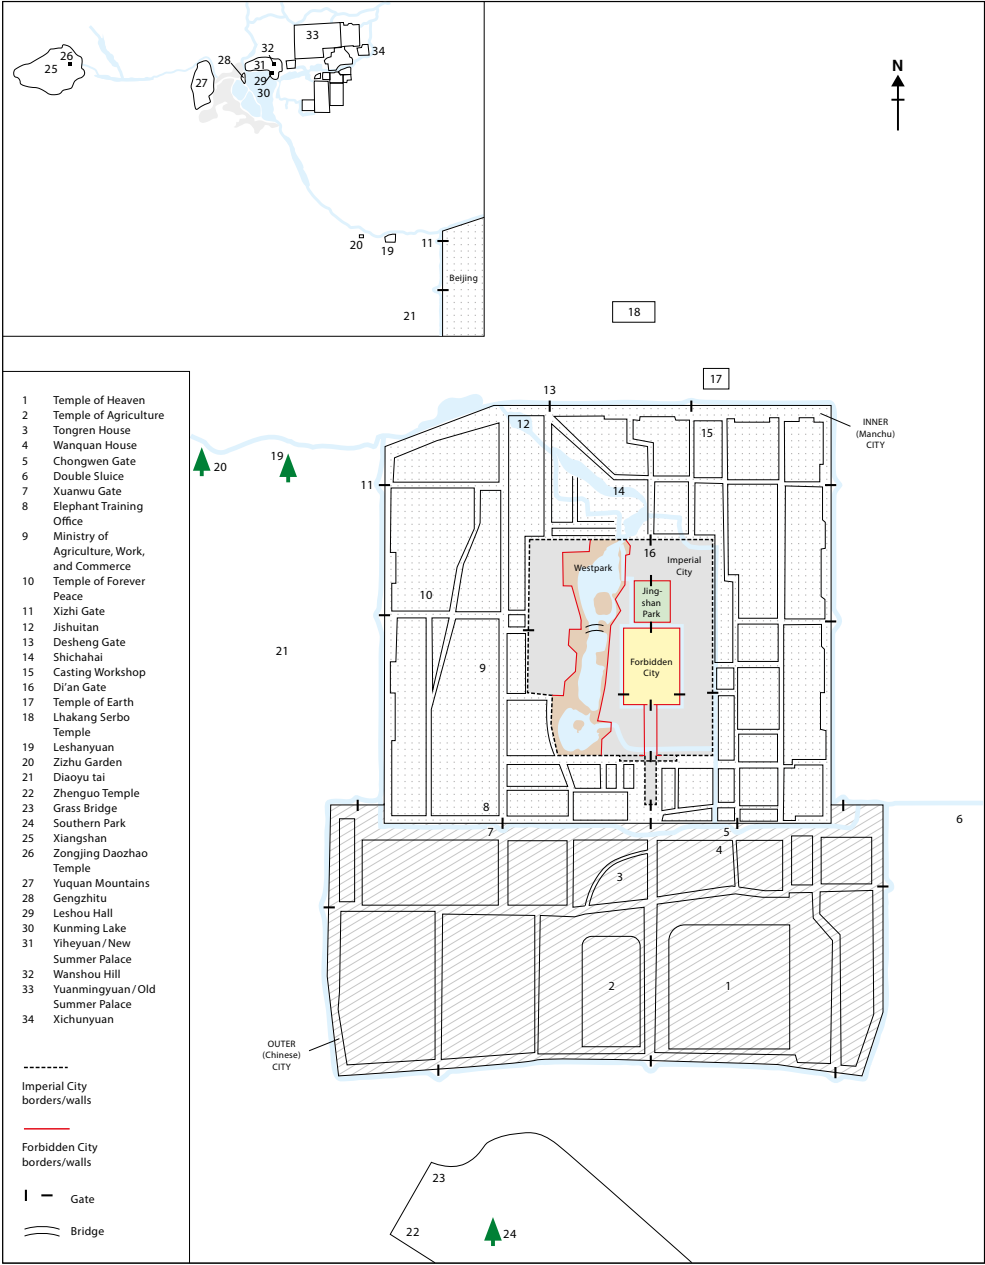 33
32
34
26
28
31
25
27
29
30
N
20
19
11
Beijing
21
18
17
13
12
15
INNER
(Manchu)
CITY
19
20
11
14
16
Imperial
City
Westpark
Jing-
shan
Park
10
21
9
Forbidden
City
8
7
5
6
4
3
2
1
OUTER
(Chinese)
CITY
23
22
24
1 Temple of Heaven
2 Temple of Agriculture
3 Tongren House
4 Wanquan House
5 Chongwen Gate
6 Double Sluice
7 Xuanwu Gate
8 Elephant Training
Office
9 Ministry of
Agriculture, Work,
and Commerce
10 Temple of Forever
Peace
11 Xizhi Gate
12 Jishuitan
13 Desheng Gate
14 Shichahai
15 Casting Workshop
16 Di’an Gate
17 Temple of Earth
18 Lhakang Serbo
Temple
19 Leshanyuan
20 Zizhu Garden
21 Diaoyu tai
22 Zhenguo Temple
23 Grass Bridge
24 Southern Park
25 Xiangshan
26 Zongjing Daozhao
Temple
27 Yuquan Mountains
28 Gengzhitu
29 Leshou Hall
30 Kunming Lake
31 Yiheyuan/New
Summer Palace
32 Wanshou Hill
33 Yuanmingyuan/Old
Summer Palace
34 Xichunyuan
Imperial City
borders/walls
Forbidden City
borders/walls
Gate
Bridge